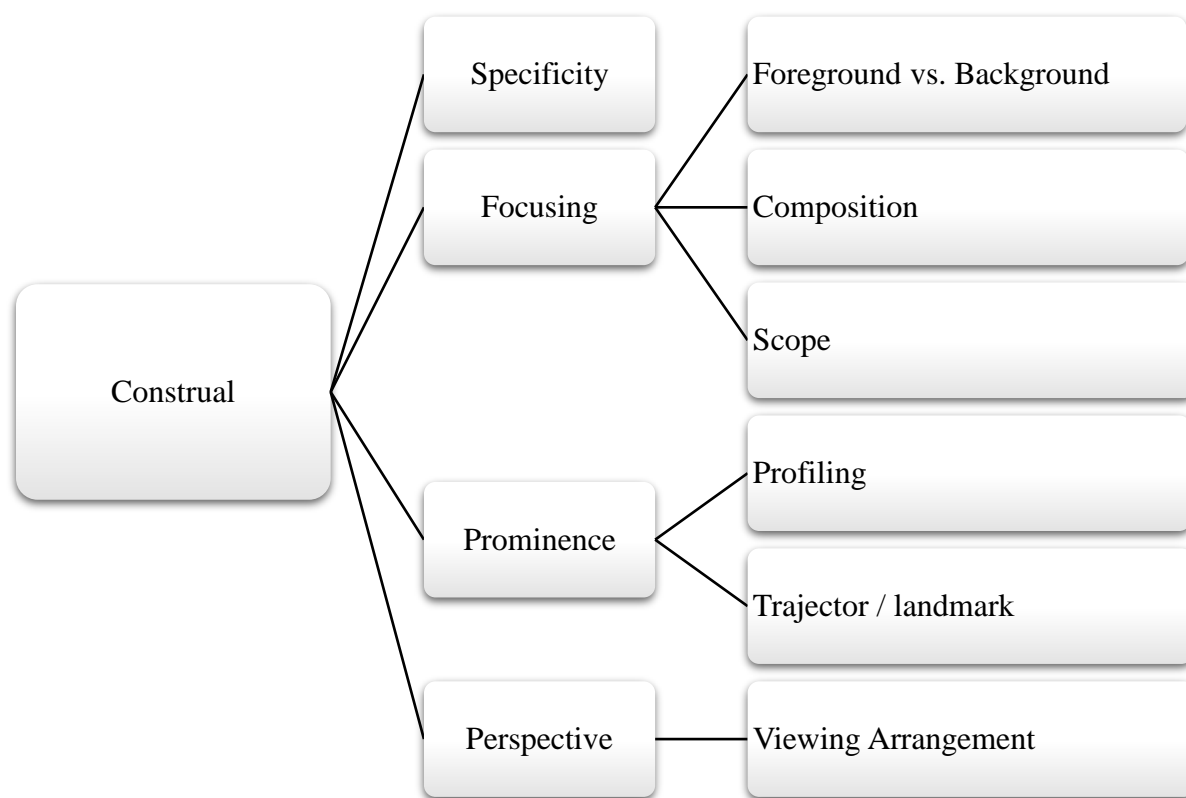 Construal
Specificity
Focusing
Foreground vs. Background
Composition
Scope
Prominence
Profiling
Trajector / landmark
Perspective
Viewing Arrangement